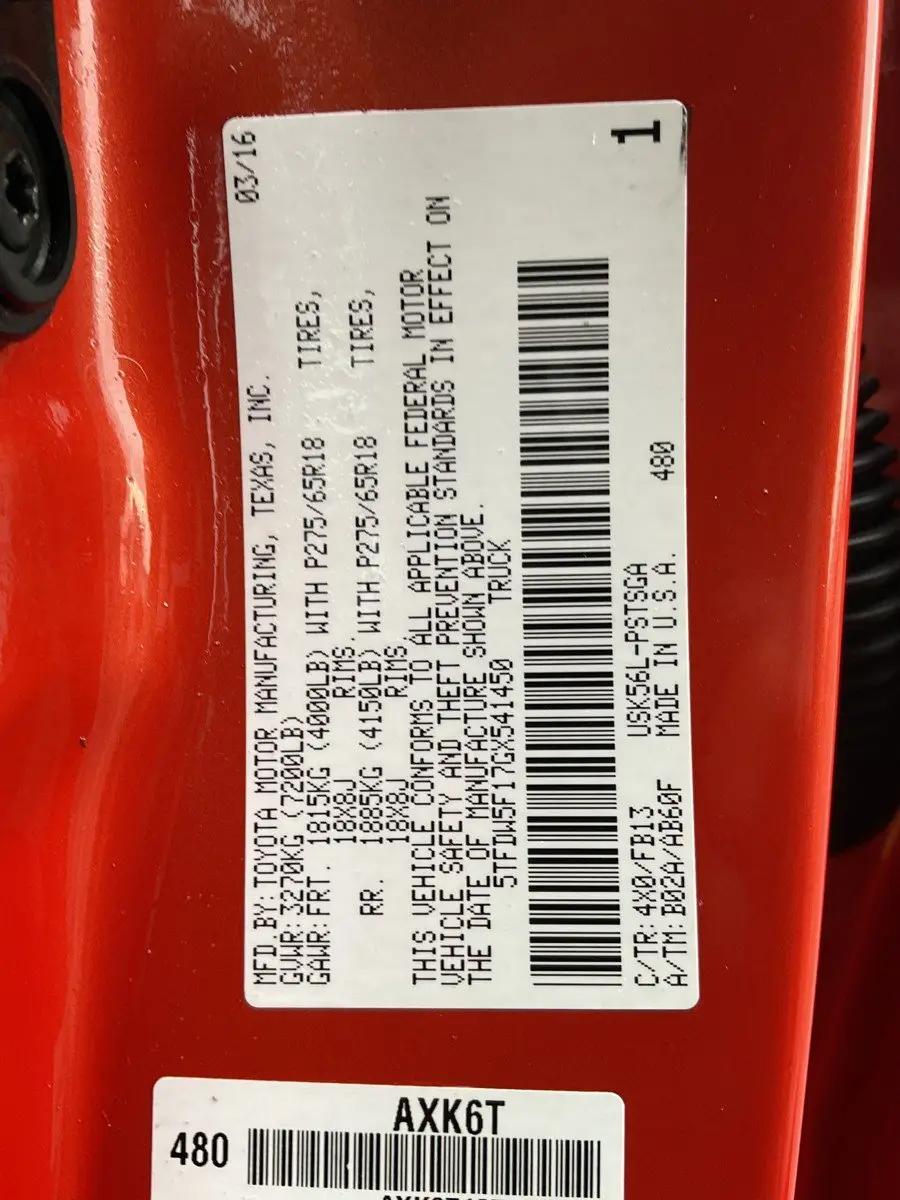 03/16
MFD.BY:TOYOTA MOTOR MANUFACTURING, TEXAS, INC.
GVWR:3270KG (7200LB)
GAWR:FRT. 1815KG (4000LB) WITH P275/65R18 TIRES,
18X8J RIMS.
RR. 1885KG (4150LB) WITH P275/65R18 TIRES,
18X8J RIMS.
THIS VEHICLE CONFORMS TO ALL APPLICABLE FEDERAL MOTOR
VEHICLE SAFETY AND THEFT PREVENTION STANDARDS IN EFFECT ON
THE DATE OF MANUFACTURE SHOWN ABOVE.
5TFDW5F17GX541450 TRUCK
C/TR:4X0/FB13 USK56L-PSTSGA 480
A/TM:B02A/AB60F MADE IN U.S.A.
1
AXK6T
480